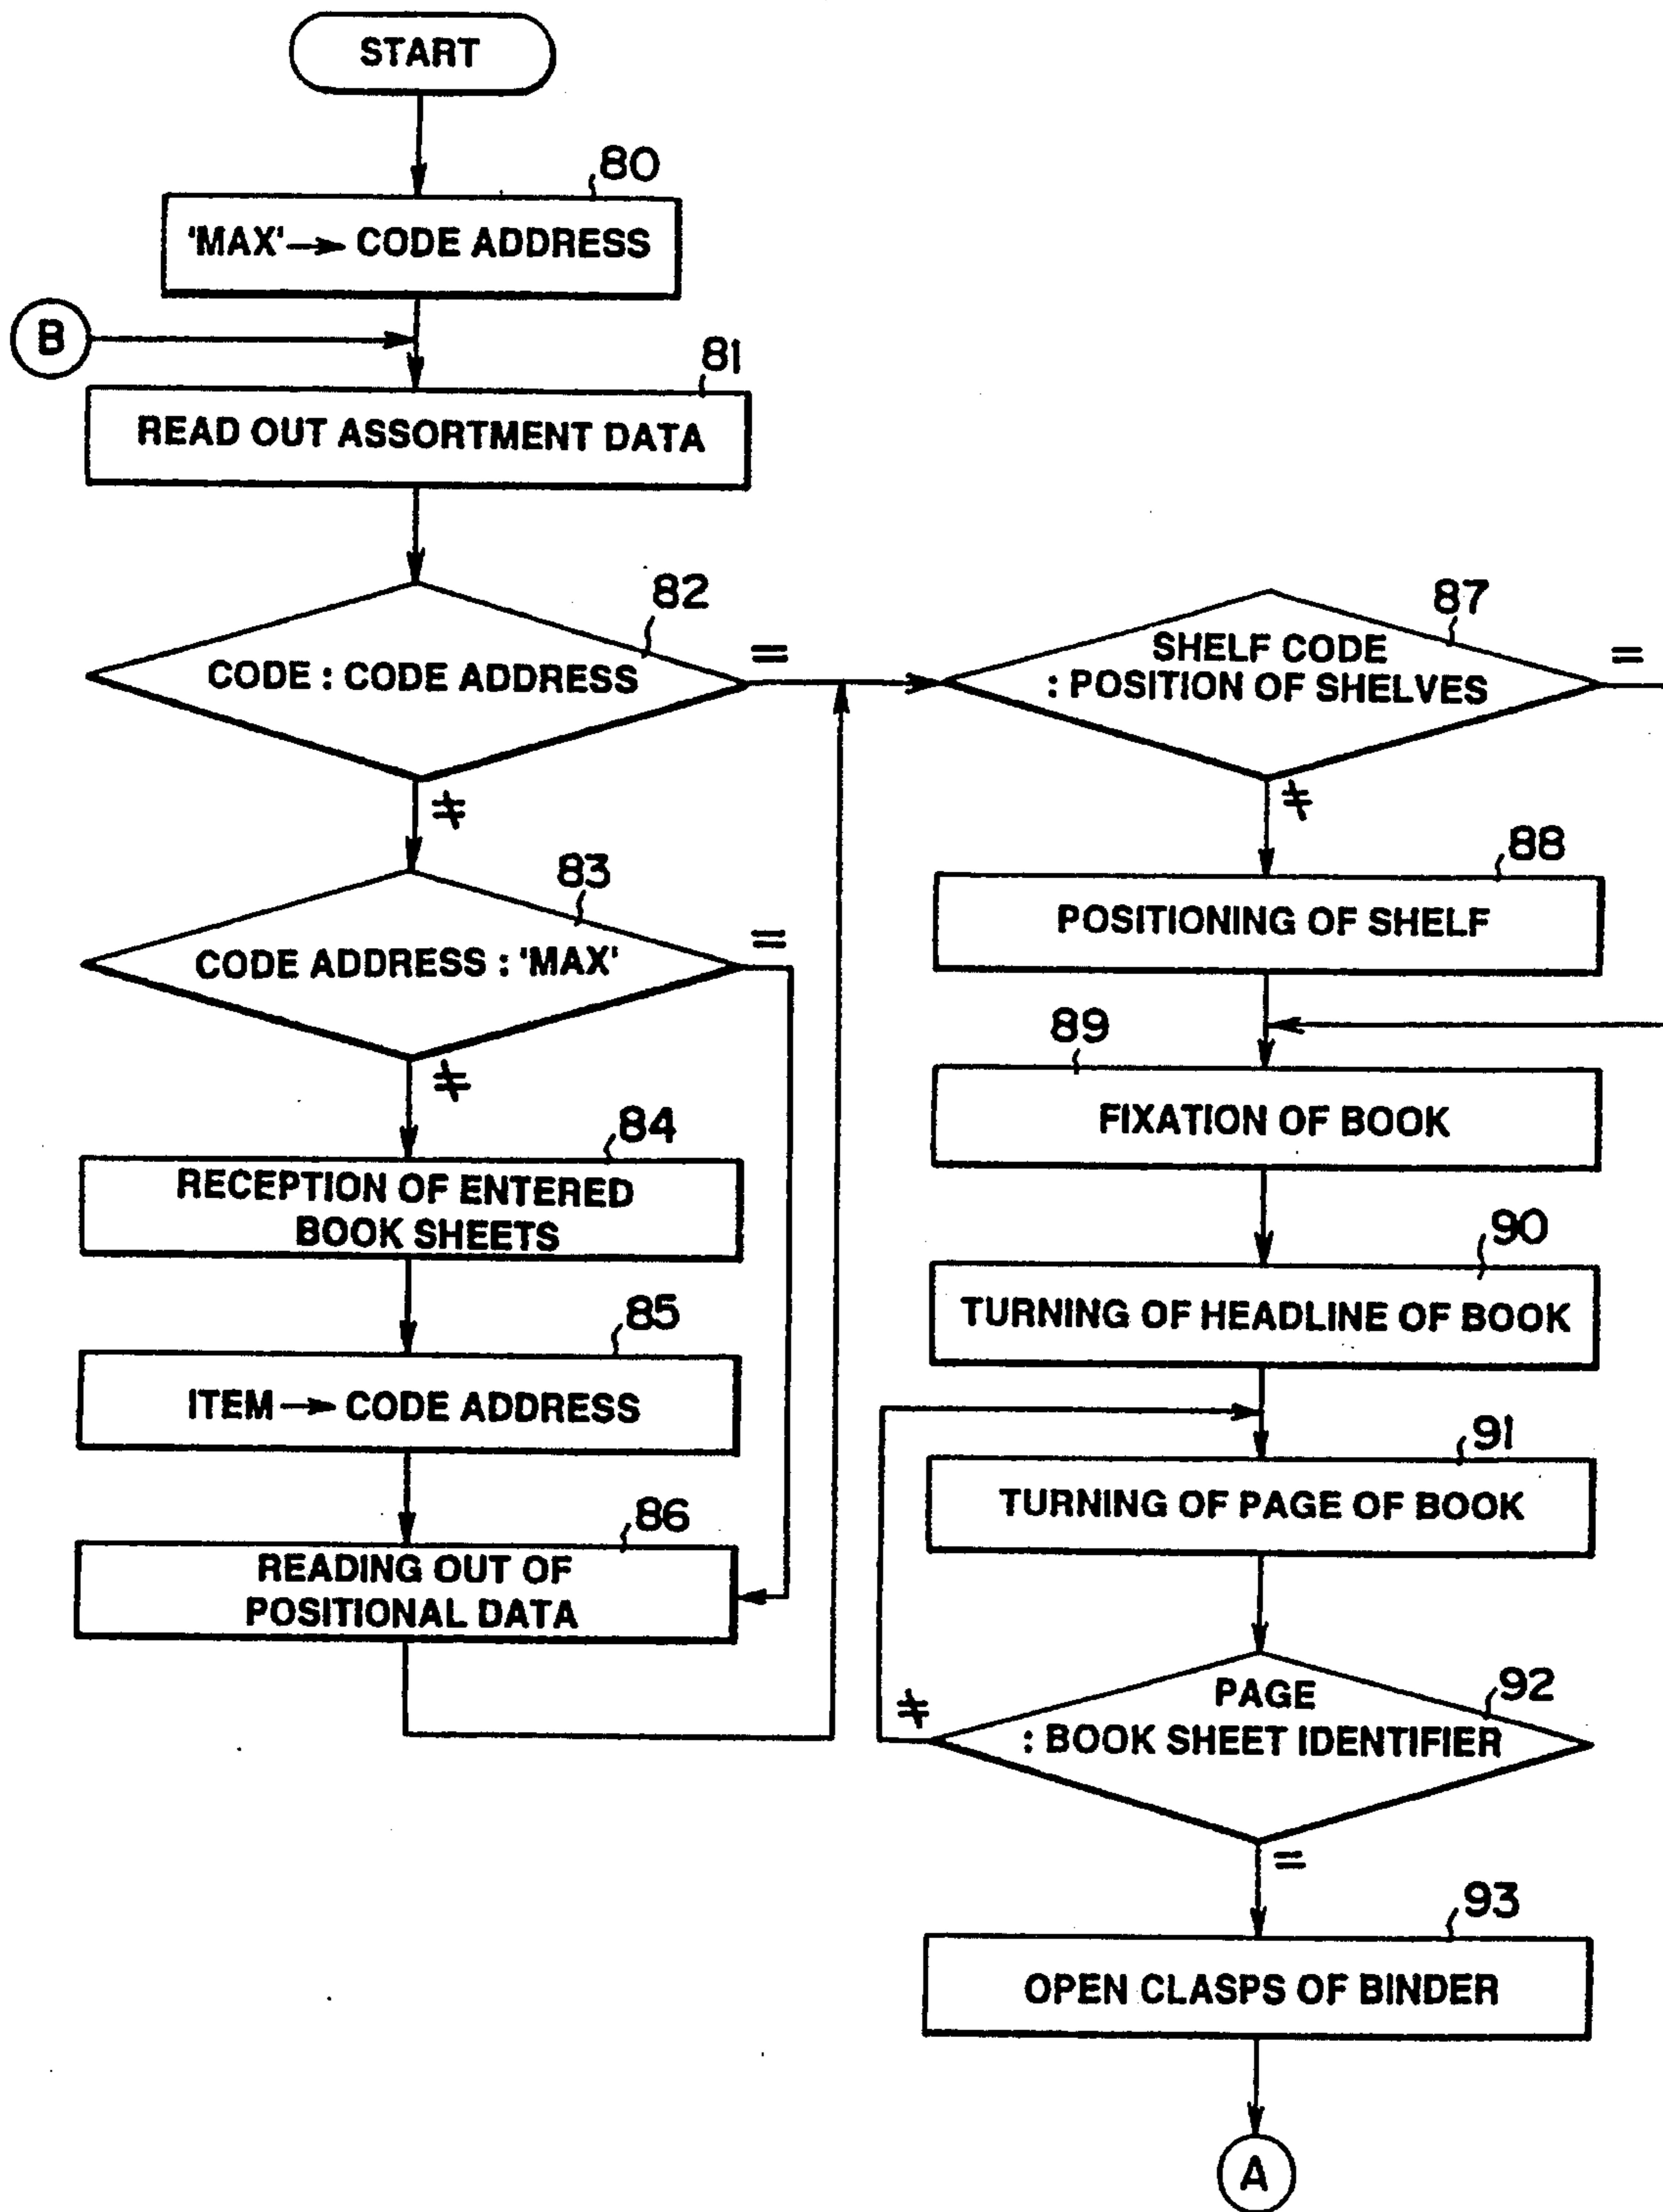 START
80
'MAX' → CODE ADDRESS
B
81
READ OUT ASSORTMENT DATA
82
CODE : CODE ADDRESS
=
≠
83
CODE ADDRESS : 'MAX'
=
≠
84
RECEPTION OF ENTERED
BOOK SHEETS
85
ITEM → CODE ADDRESS
86
READING OUT OF
POSITIONAL DATA
87
SHELF CODE
: POSITION OF SHELVES
=
≠
88
POSITIONING OF SHELF
89
FIXATION OF BOOK
90
TURNING OF HEADLINE OF BOOK
91
TURNING OF PAGE OF BOOK
92
PAGE
: BOOK SHEET IDENTIFIER
≠
=
93
OPEN CLASPS OF BINDER
A